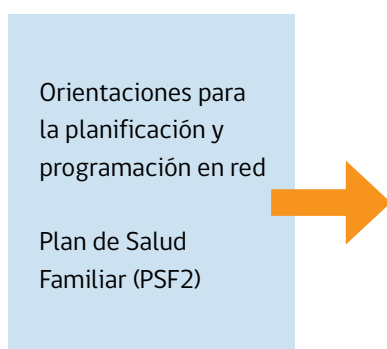 Orientaciones para
la planificación y
programación en red
Plan de Salud
Familiar (PSF2)